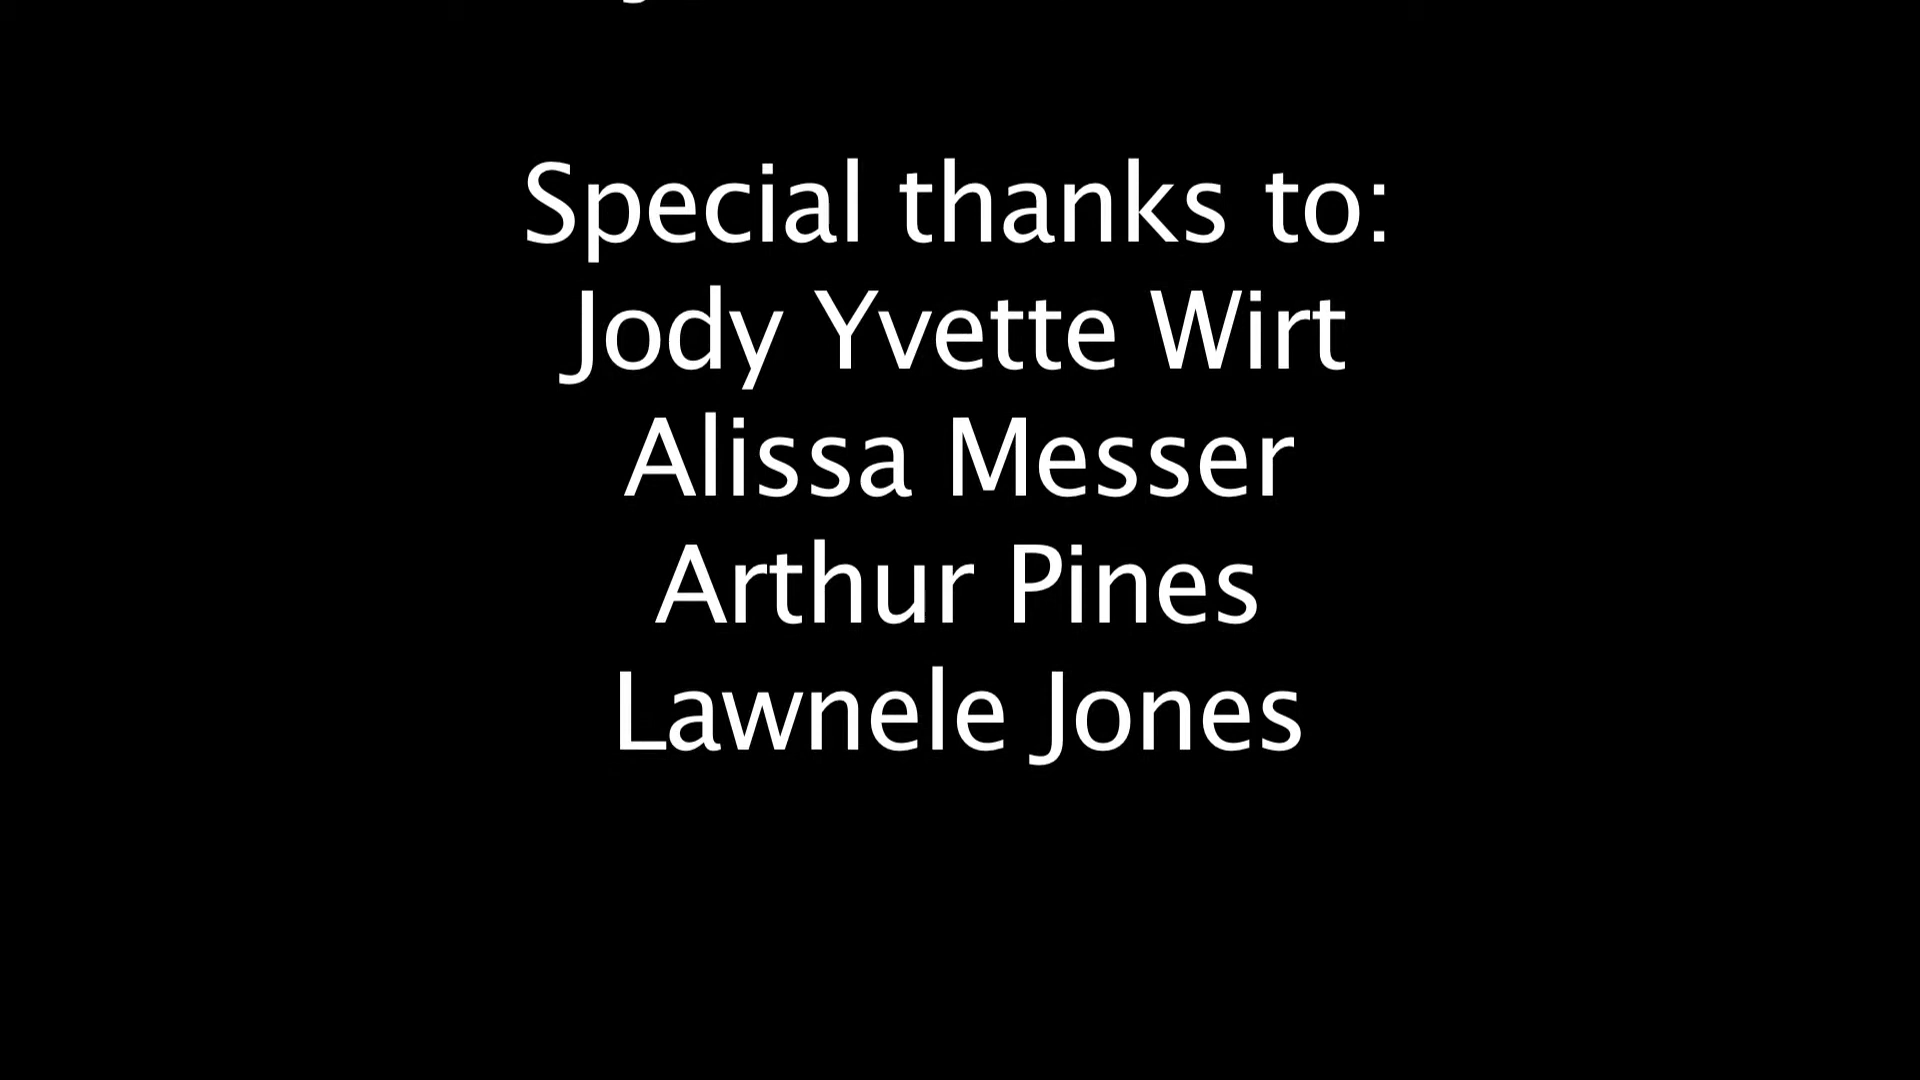 Special thanks to:
Jody Yvette Wirt
Alissa Messer
Arthur Pines
Lawnele Jones